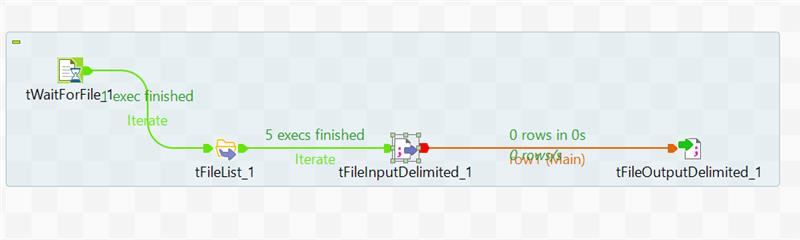 tWaitForFile_1
1 exec finished
Iterate
tFileList_1
5 execs finished
Iterate
tFileInputDelimited_1
0 rows in 0s
0 rows/s
row1 (Main)
tFileOutputDelimited_1